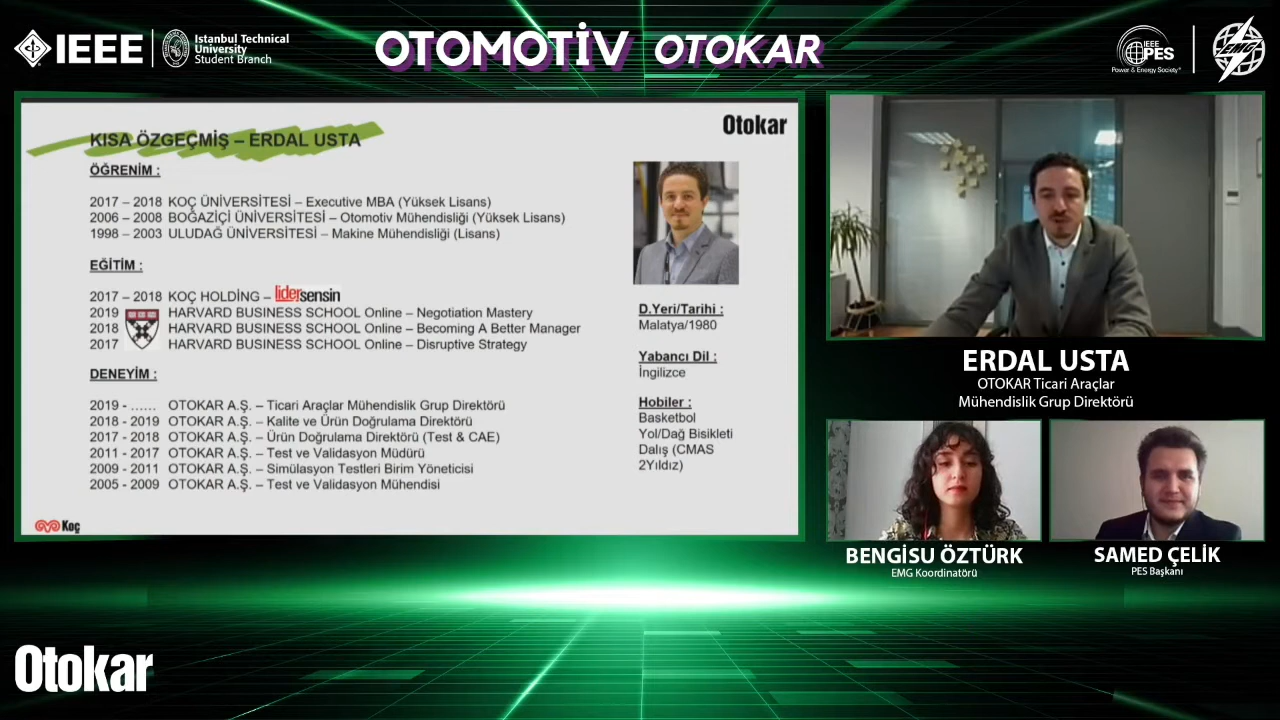 IEEE
Istanbul Technical
University
Student Branch
OTOMOTİV OTOKAR
IEEE
PES
Power & Energy Society®
EMG
Otokar
KISA ÖZGEÇMİŞ – ERDAL USTA
ÖĞRENİM :
2017 – 2018 KOÇ ÜNİVERSİTESİ – Executive MBA (Yüksek Lisans)
2006 – 2008 BOĞAZİÇİ ÜNİVERSİTESİ – Otomotiv Mühendisliği (Yüksek Lisans)
1998 – 2003 ULUDAĞ ÜNİVERSİTESİ – Makine Mühendisliği (Lisans)
EĞİTİM :
2017 – 2018 KOÇ HOLDİNG – lidersensin
2019 HARVARD BUSINESS SCHOOL Online – Negotiation Mastery
2018 HARVARD BUSINESS SCHOOL Online – Becoming A Better Manager
2017 HARVARD BUSINESS SCHOOL Online – Disruptive Strategy
DENEYİM :
2019 - ...... OTOKAR A.Ş. – Ticari Araçlar Mühendislik Grup Direktörü
2018 - 2019 OTOKAR A.Ş. – Kalite ve Ürün Doğrulama Direktörü
2017 - 2018 OTOKAR A.Ş. – Ürün Doğrulama Direktörü (Test & CAE)
2011 - 2017 OTOKAR A.Ş. – Test ve Validasyon Müdürü
2009 - 2011 OTOKAR A.Ş. – Simülasyon Testleri Birim Yöneticisi
2005 - 2009 OTOKAR A.Ş. – Test ve Validasyon Mühendisi
D.Yeri/Tarihi :
Malatya/1980
Yabancı Dil :
İngilizce
Hobiler :
Basketbol
Yol/Dağ Bisikleti
Dalış (CMAS
2Yıldız)
Koç
ERDAL USTA
OTOKAR Ticari Araçlar
Mühendislik Grup Direktörü
BENGİSU ÖZTÜRK
EMG Koordinatörü
SAMED ÇELİK
PES Başkanı
Otokar